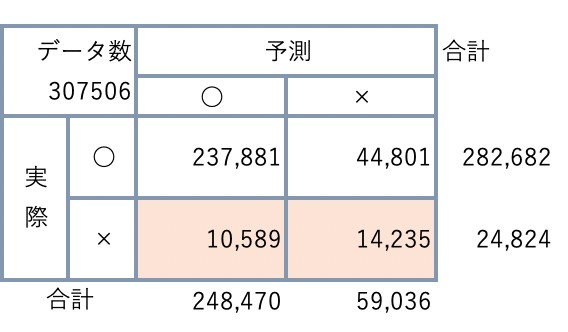 データ数 予測 合計
307506 ○ ×
実際 ○ 237,881 44,801 282,682
× 10,589 14,235 24,824
合計 248,470 59,036